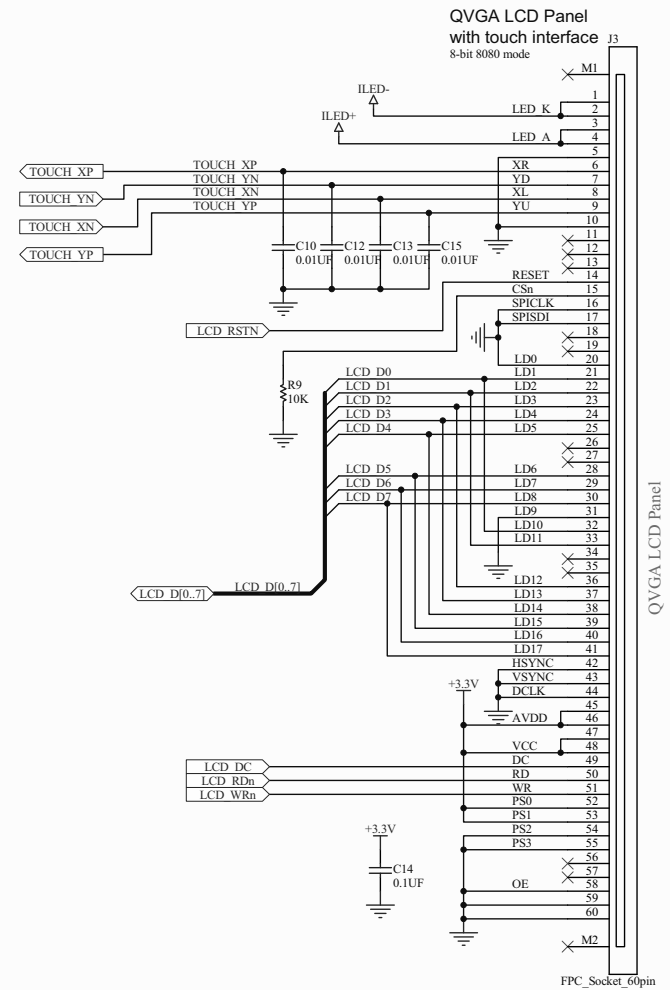 QVGA LCD Panel
with touch interface
8-bit 8080 mode
J3
M1
ILED-
1
LED_K 2
ILED+
3
LED_A 4
5
TOUCH_XP TOUCH_XP XR 6
TOUCH_YN TOUCH_YN YD 7
TOUCH_XN TOUCH_XN XL 8
TOUCH_YP TOUCH_YP YU 9
10
11
C10 C12 C13 C15 12
0.01UF 0.01UF 0.01UF 0.01UF 13
RESET 14
CSn 15
SPICLK 16
LCD_RSTN SPISDI 17
18
19
LD0 20
LCD_D0 LD1 21
R9 LCD_D1 LD2 22
10K LCD_D2 LD3 23
LCD_D3 LD4 24
LCD_D4 LD5 25
26
27
LCD_D5 LD6 28
LCD_D6 LD7 29
LCD_D7 LD8 30
LD9 31
LD10 32
LD11 33
34
35
LCD_D[0..7] LCD_D[0..7] LD12 36
LD13 37
LD14 38
LD15 39
LD16 40
LD17 41
HSYNC 42
VSYNC 43
+3.3V DCLK 44
45
AVDD 46
47
VCC 48
LCD_DC DC 49
LCD_RDn RD 50
LCD_WRn WR 51
PS0 52
PS1 53
+3.3V PS2 54
PS3 55
C14 56
0.1UF 57
OE 58
59
60
M2
QVGA LCD Panel
FPC_Socket_60pin